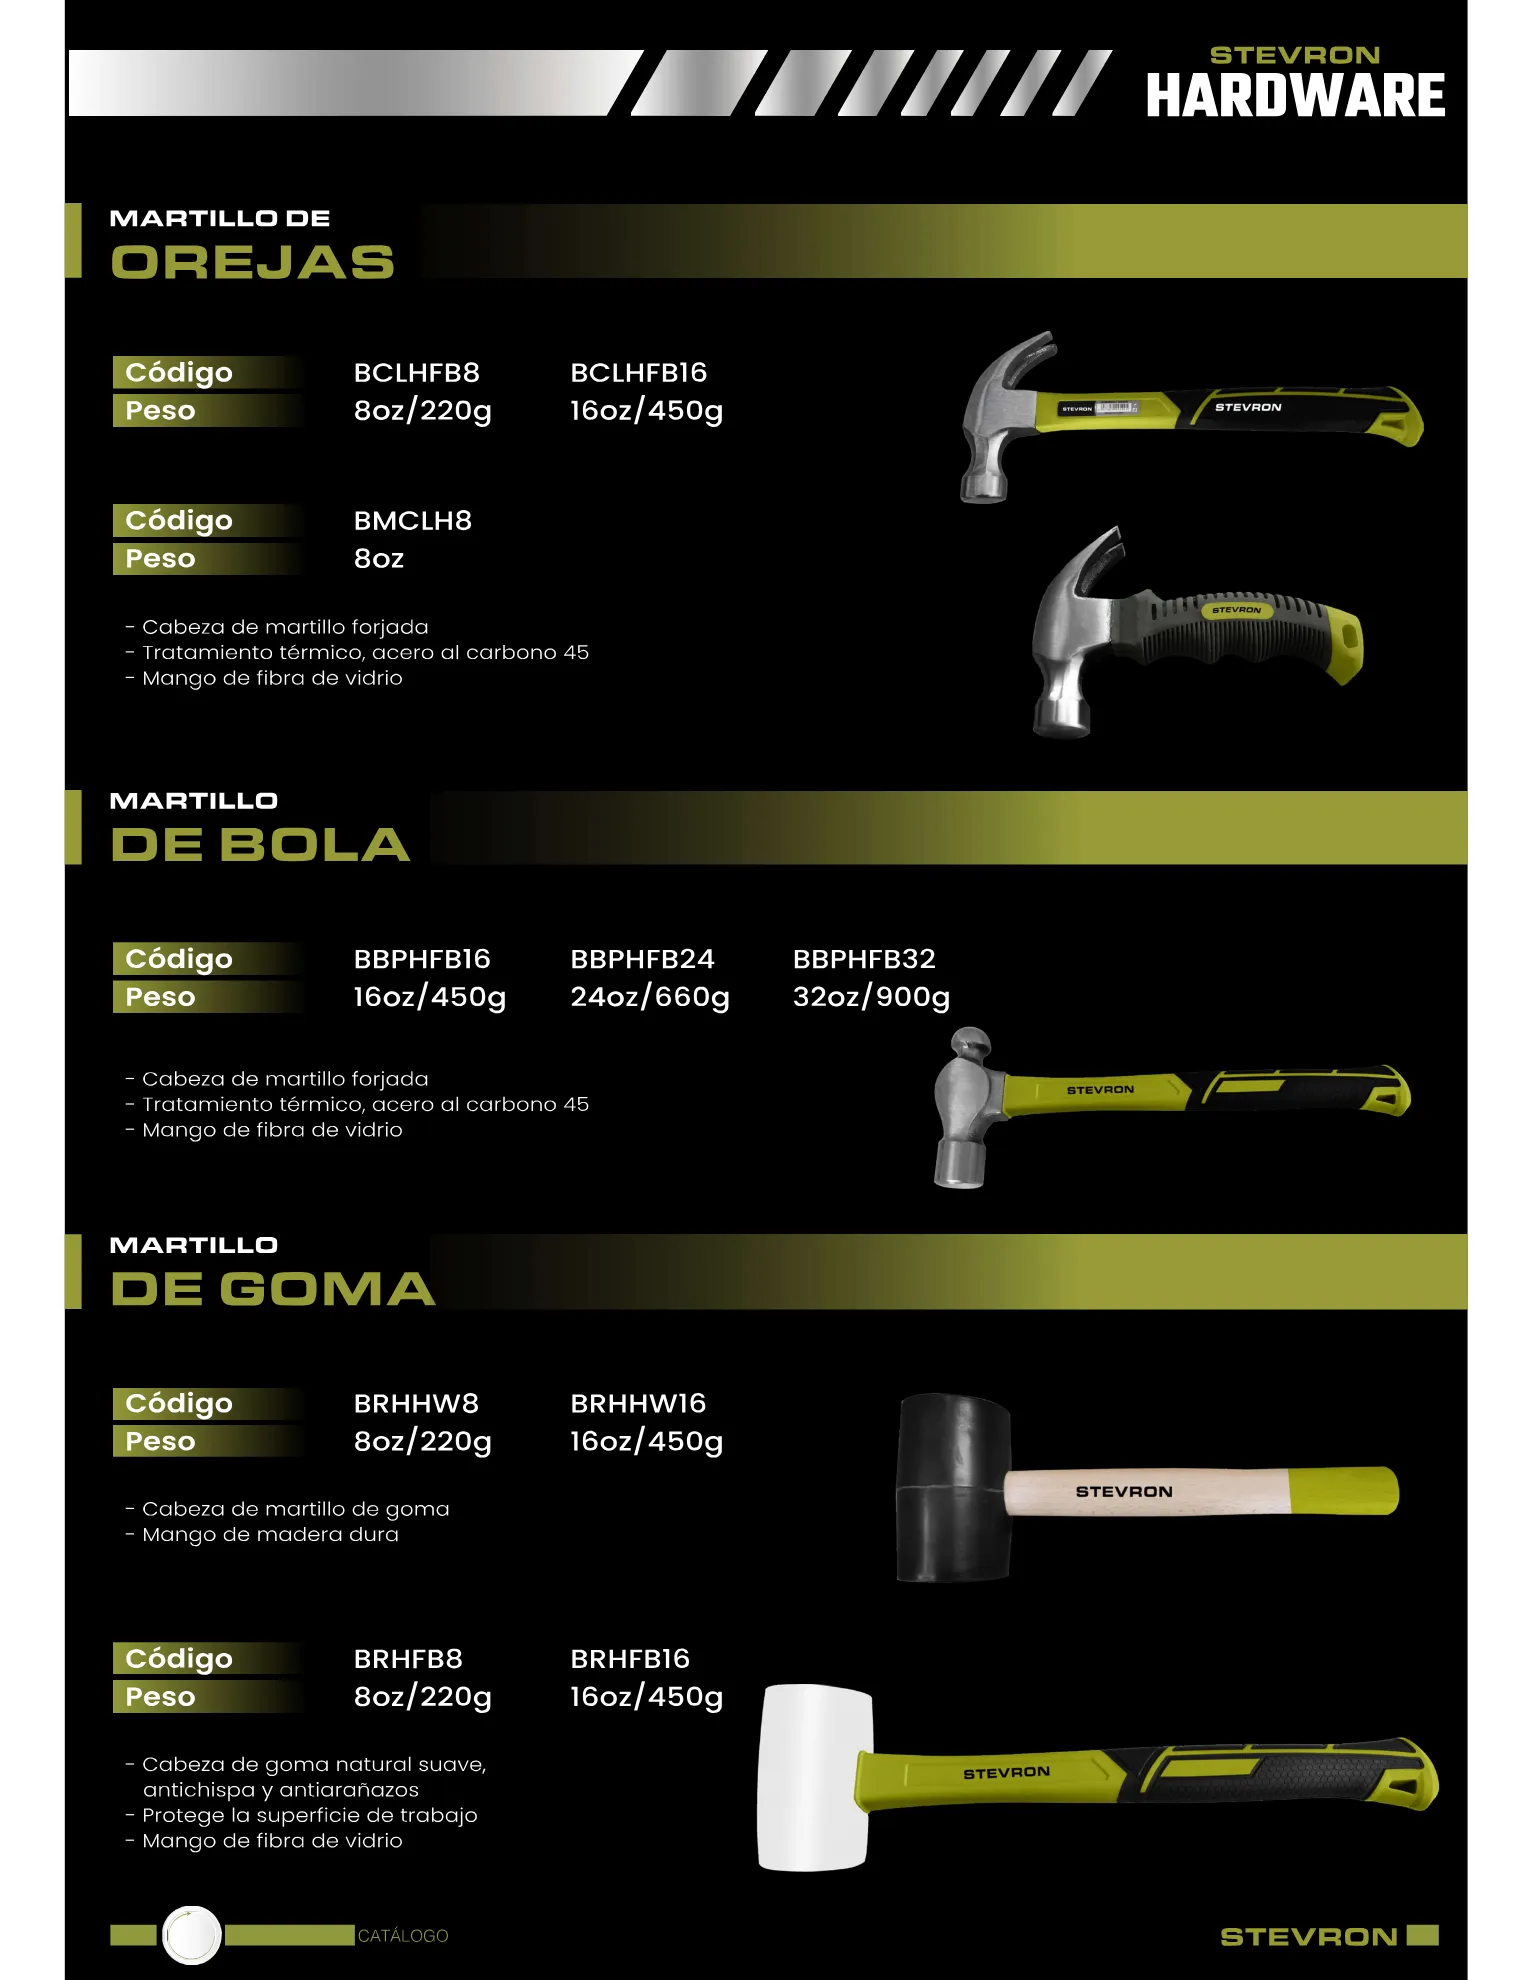 STEVRON
HARDWARE
MARTILLO DE
OREJAS
Código BCLHFB8 BCLHFB16
Peso 8oz/220g 16oz/450g
STEVRON STEVRON
Código BMCLH8
Peso 8oz
STEVRON
- Cabeza de martillo forjada
- Tratamiento térmico, acero al carbono 45
- Mango de fibra de vidrio
MARTILLO
DE BOLA
Código BBPHFB16 BBPHFB24 BBPHFB32
Peso 16oz/450g 24oz/660g 32oz/900g
- Cabeza de martillo forjada
- Tratamiento térmico, acero al carbono 45
- Mango de fibra de vidrio
STEVRON
MARTILLO
DE GOMA
Código BRHHW8 BRHHW16
Peso 8oz/220g 16oz/450g
- Cabeza de martillo de goma
- Mango de madera dura
STEVRON
Código BRHFB8 BRHFB16
Peso 8oz/220g 16oz/450g
- Cabeza de goma natural suave,
antichispa y antiarañazos
- Protege la superficie de trabajo
- Mango de fibra de vidrio
STEVRON
CATÁLOGO
STEVRON